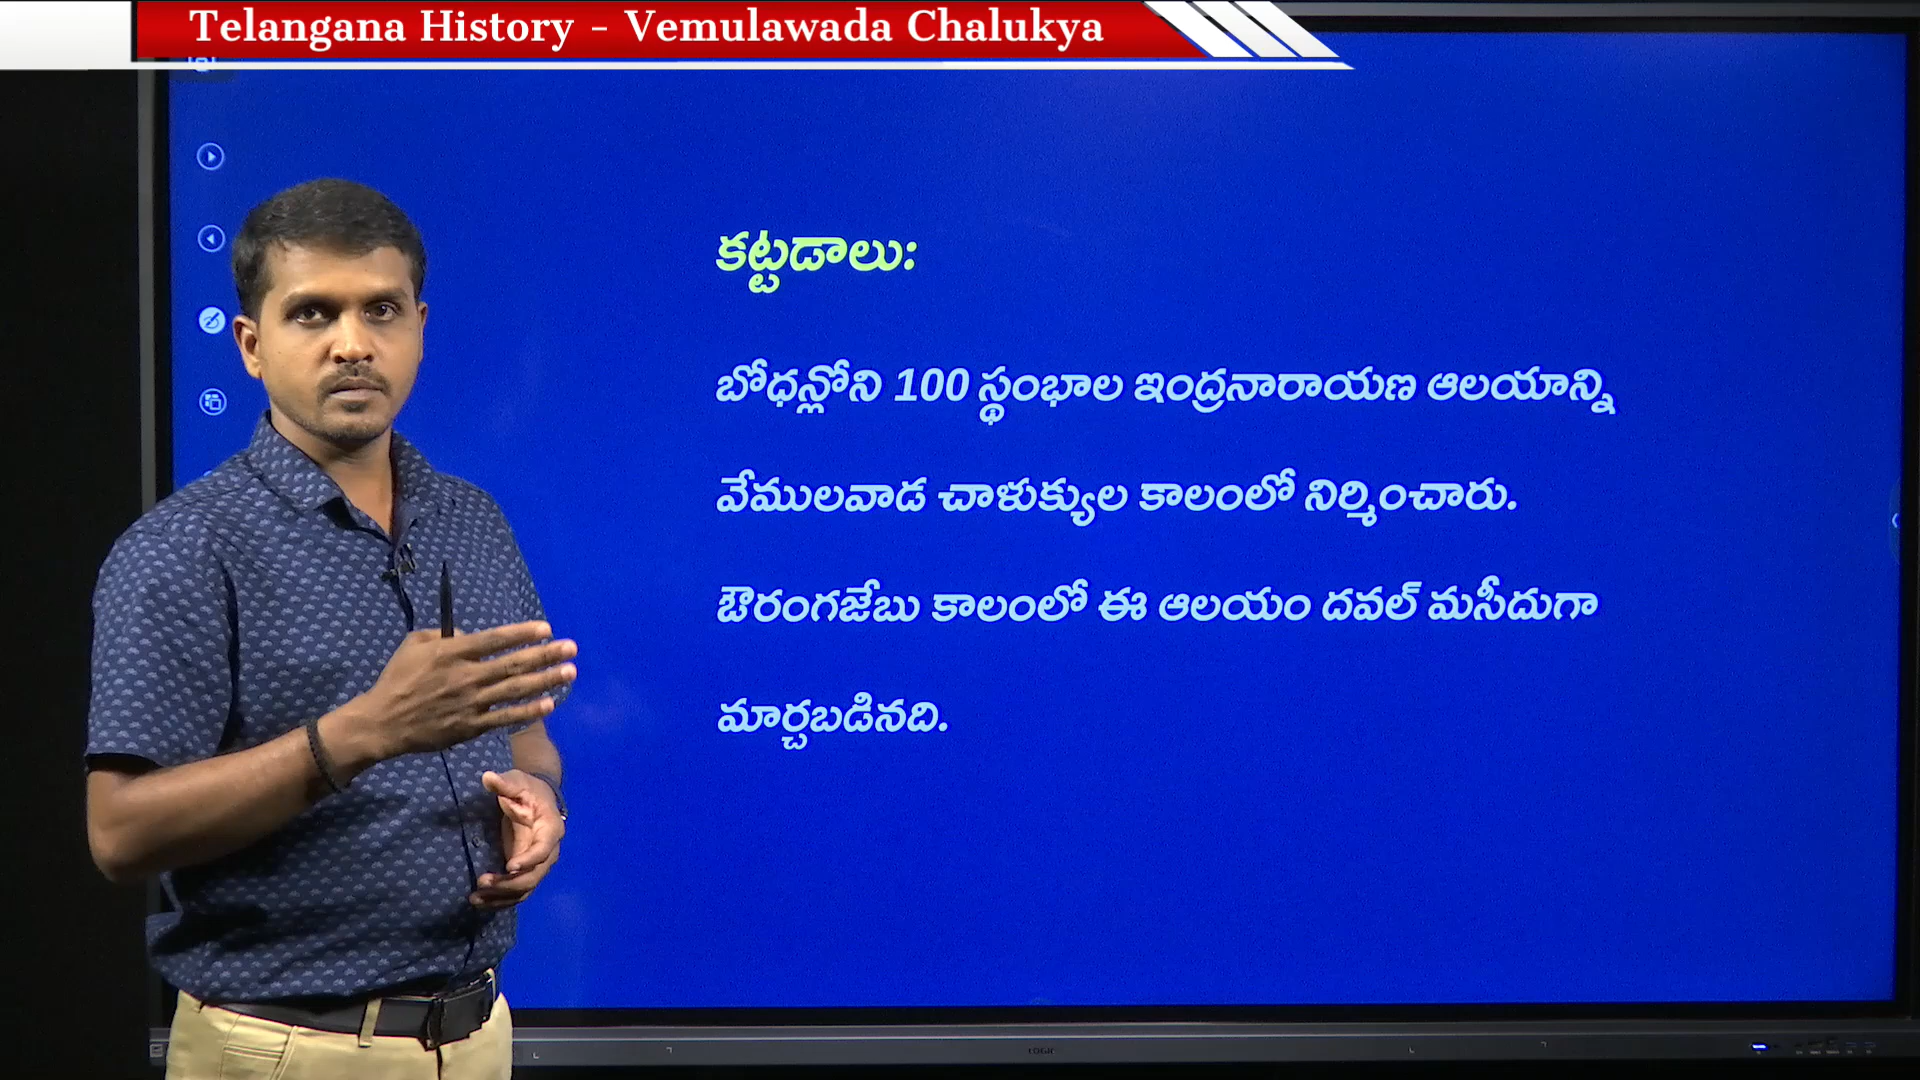 Telangana History - Vemulawada Chalukya
కట్టడాలు:
బోధన్లోని 100 స్థంభాల ఇంద్రనారాయణ ఆలయాన్ని
వేములవాడ చాళుక్యుల కాలంలో నిర్మించారు.
ఔరంగజేబు కాలంలో ఈ ఆలయం దవల్ మసీదుగా
మార్చబడినది.